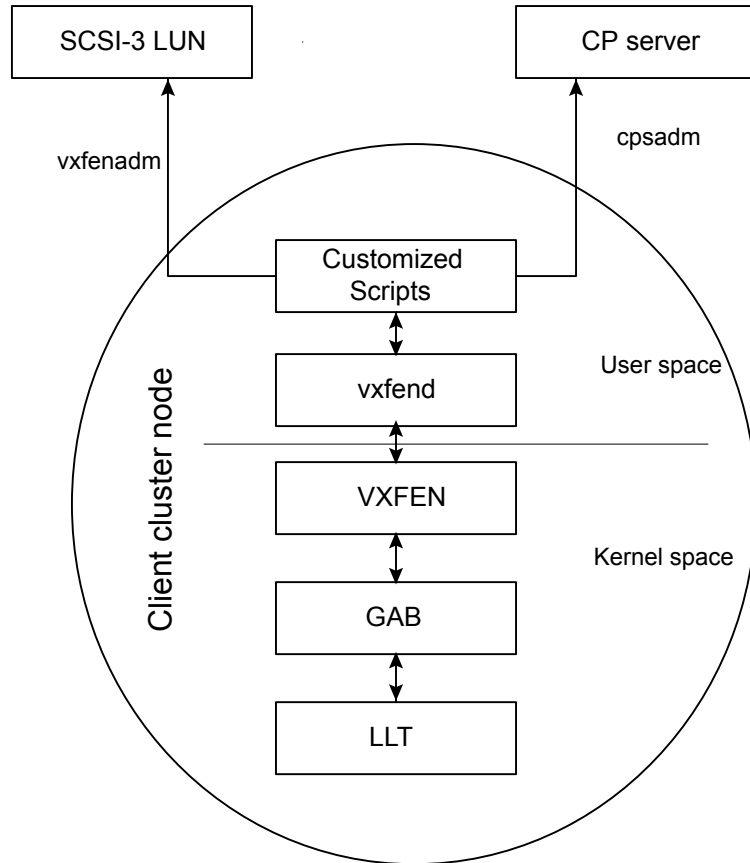 SCSI-3 LUN
CP server
vxfenadm
cpsadm
Customized
Scripts
vxfend
User space
Client cluster node
VXFEN
Kernel space
GAB
LLT